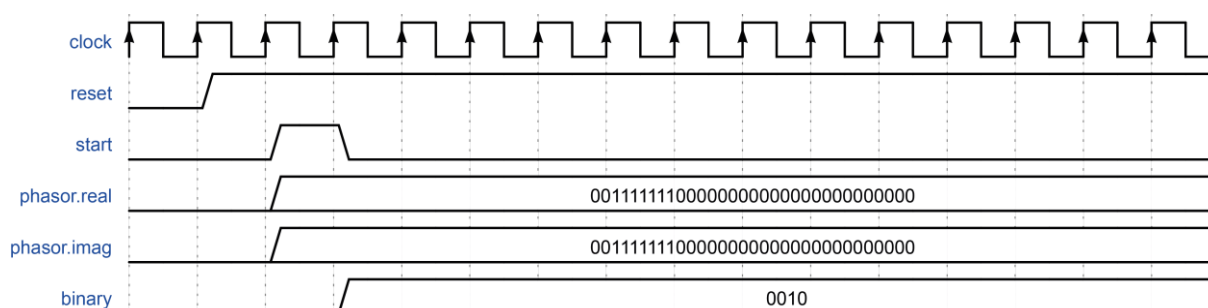 clock
reset
start
phasor.real 00111111100000000000000000000000
phasor.imag 00111111100000000000000000000000
binary 0010